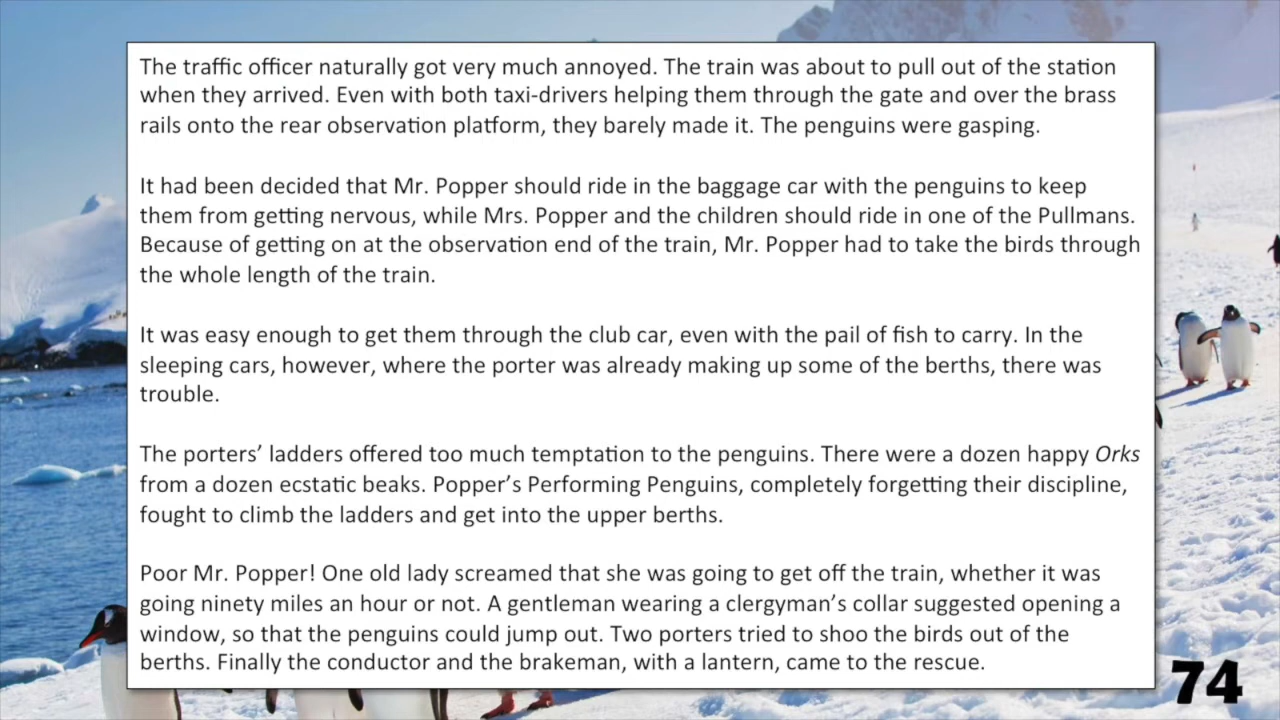 The traffic officer naturally got very much annoyed. The train was about to pull out of the station
when they arrived. Even with both taxi-drivers helping them through the gate and over the brass
rails onto the rear observation platform, they barely made it. The penguins were gasping.
It had been decided that Mr. Popper should ride in the baggage car with the penguins to keep
them from getting nervous, while Mrs. Popper and the children should ride in one of the Pullmans.
Because of getting on at the observation end of the train, Mr. Popper had to take the birds through
the whole length of the train.
It was easy enough to get them through the club car, even with the pail of fish to carry. In the
sleeping cars, however, where the porter was already making up some of the berths, there was
trouble.
The porters’ ladders offered too much temptation to the penguins. There were a dozen happy Orks
from a dozen ecstatic beaks. Popper’s Performing Penguins, completely forgetting their discipline,
fought to climb the ladders and get into the upper berths.
Poor Mr. Popper! One old lady screamed that she was going to get off the train, whether it was
going ninety miles an hour or not. A gentleman wearing a clergyman’s collar suggested opening a
window, so that the penguins could jump out. Two porters tried to shoo the birds out of the
berths. Finally the conductor and the brakeman, with a lantern, came to the rescue.
74